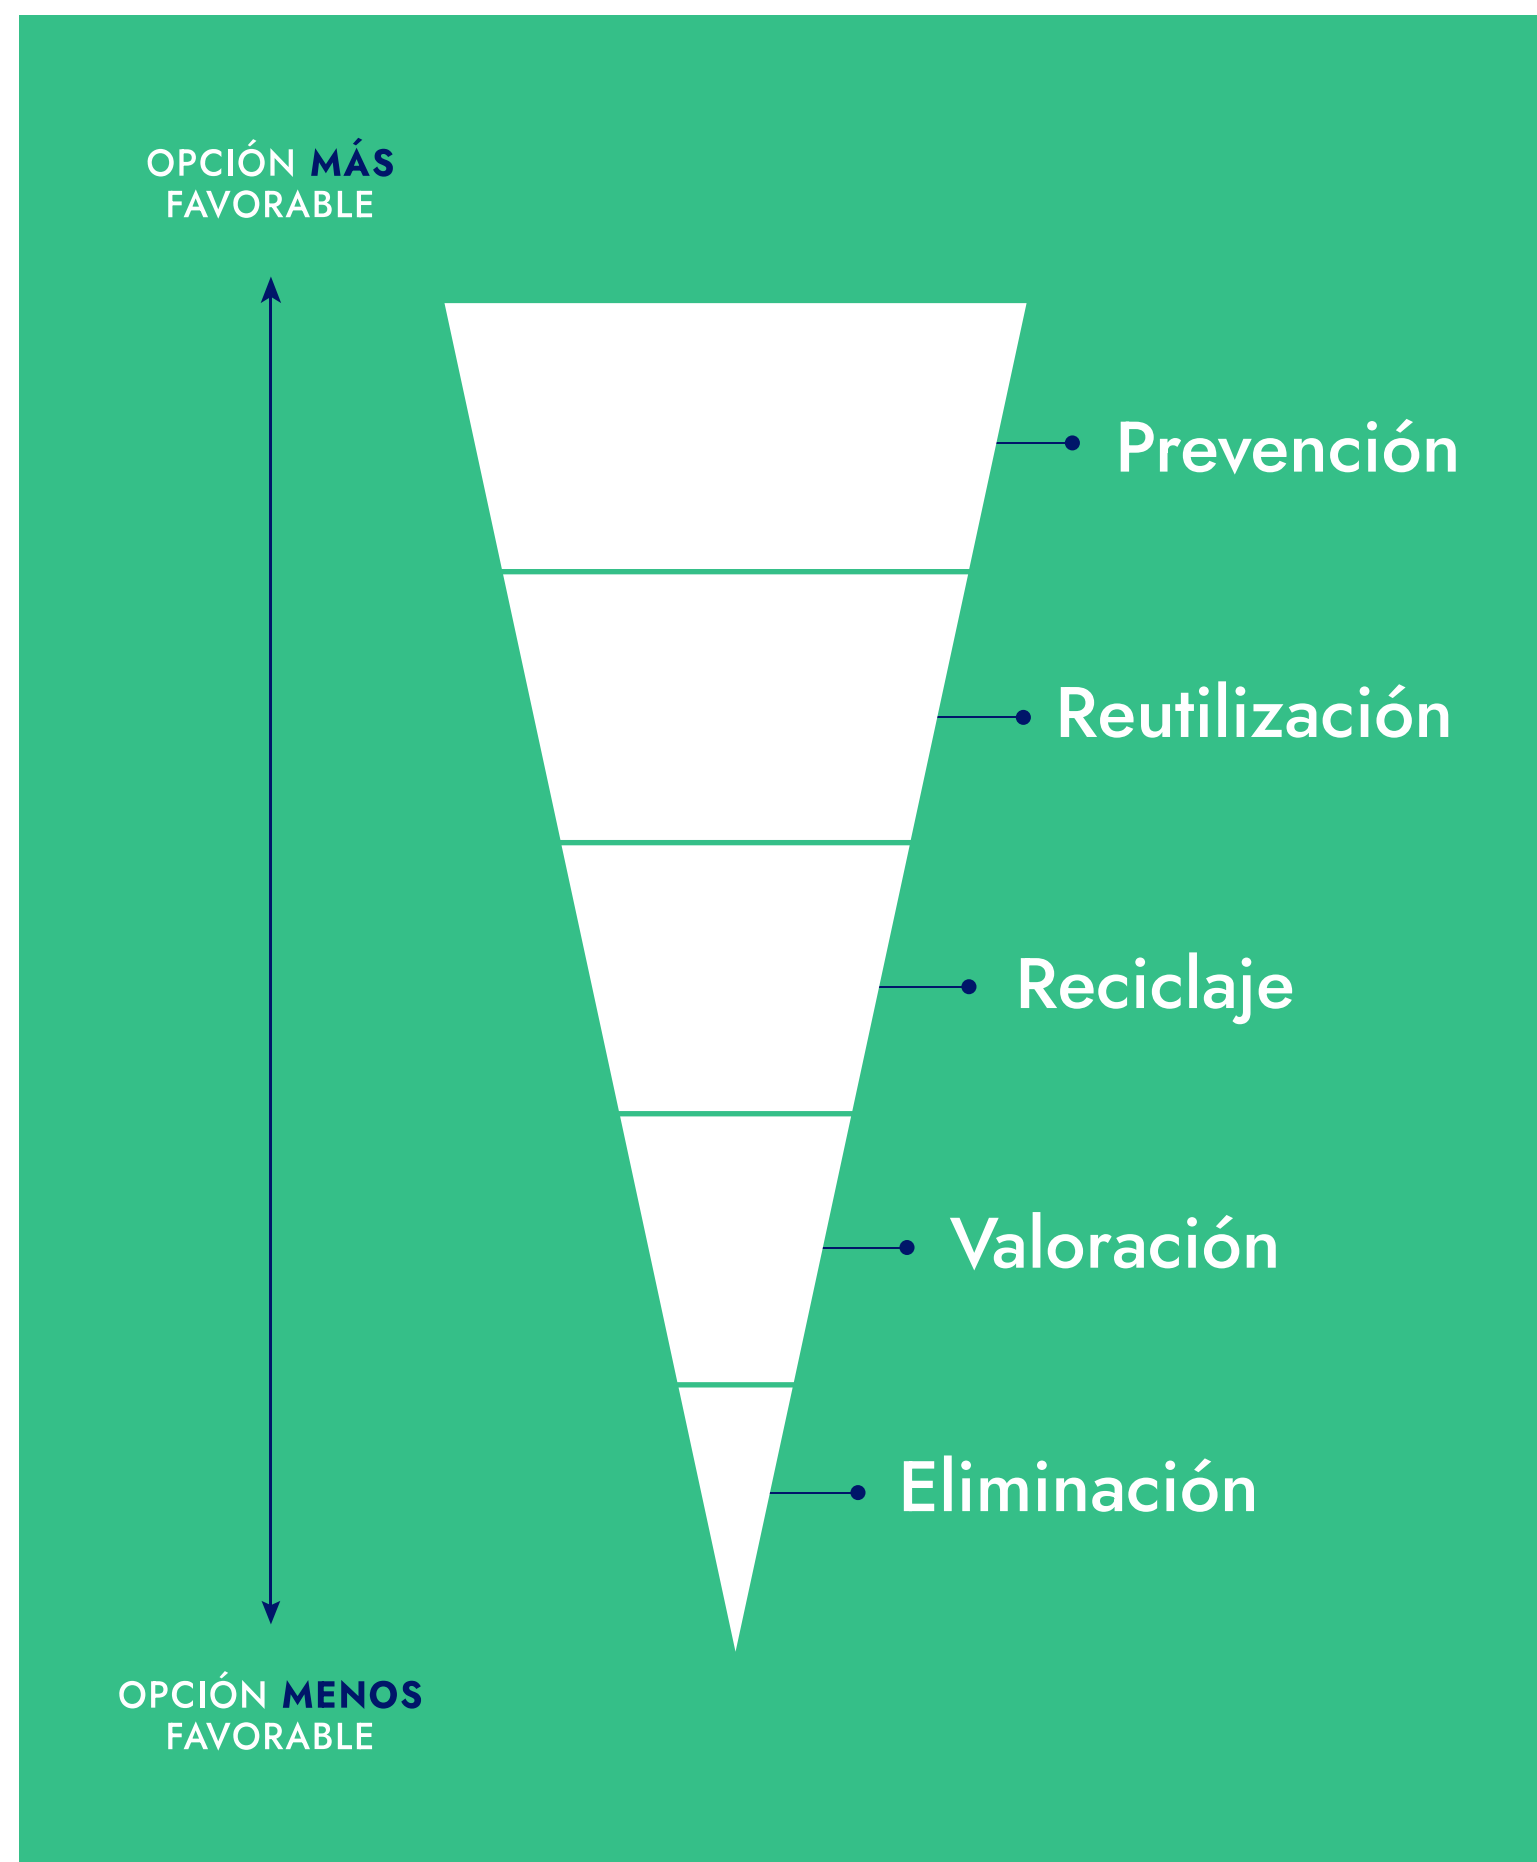 OPCIÓN MÁS
FAVORABLE
Prevención
Reutilización
Reciclaje
Valoración
Eliminación
OPCIÓN MENOS
FAVORABLE